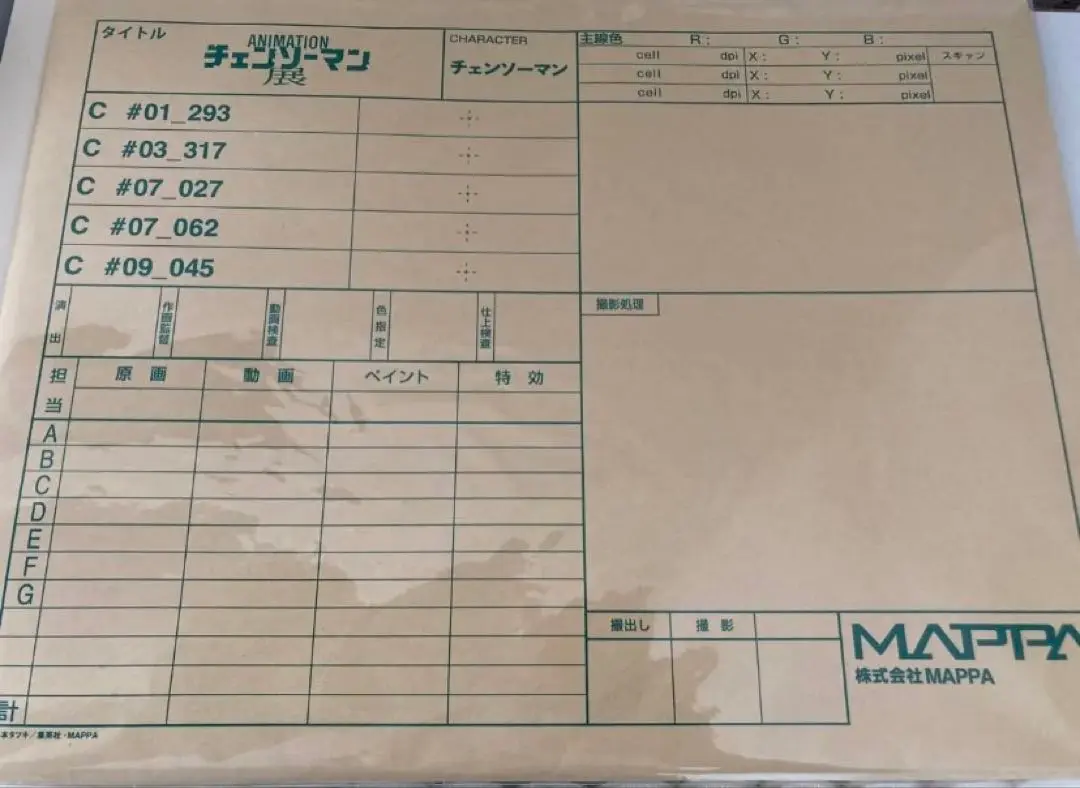 タイトル
ANIMATION
チェンソーマン
展
CHARACTER
チェンソーマン
主線色 R: G: B:
cell dpi X: Y: pixel スキャン
cell dpi X: Y: pixel
cell dpi X: Y: pixel
C #01_293
C #03_317
C #07_027
C #07_062
C #09_045
演出 作画監督 動画検査 色指定 仕上検査
撮影処理
担当 原画 動画 ペイント 特効
A
B
C
D
E
F
G
計
撮出し 撮影
MAPPA
株式会社MAPPA
本タツキ/集英社・MAPPA